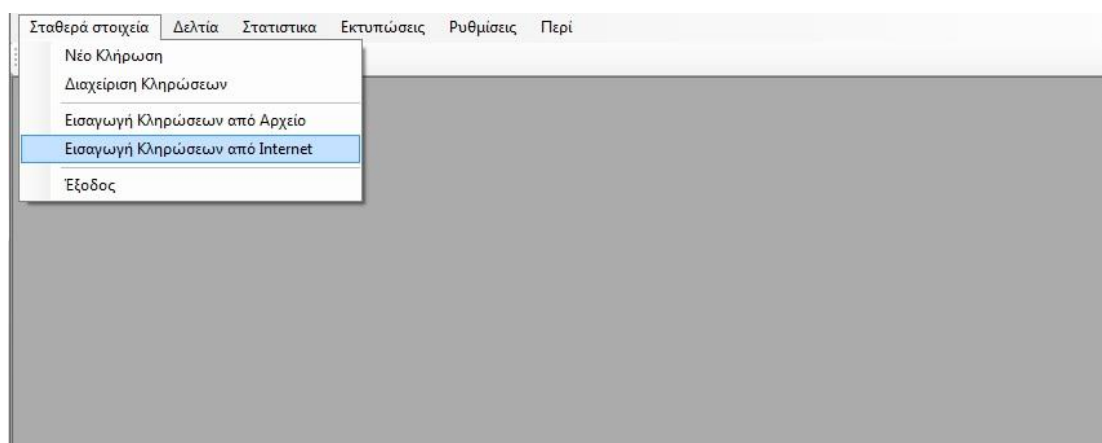 Σταθερά στοιχεία Δελτία Στατιστικα Εκτυπώσεις Ρυθμίσεις Περί
Νέο Κλήρωση
Διαχείριση Κληρώσεων
Εισαγωγή Κληρώσεων από Αρχείο
Εισαγωγή Κληρώσεων από Internet
Έξοδος